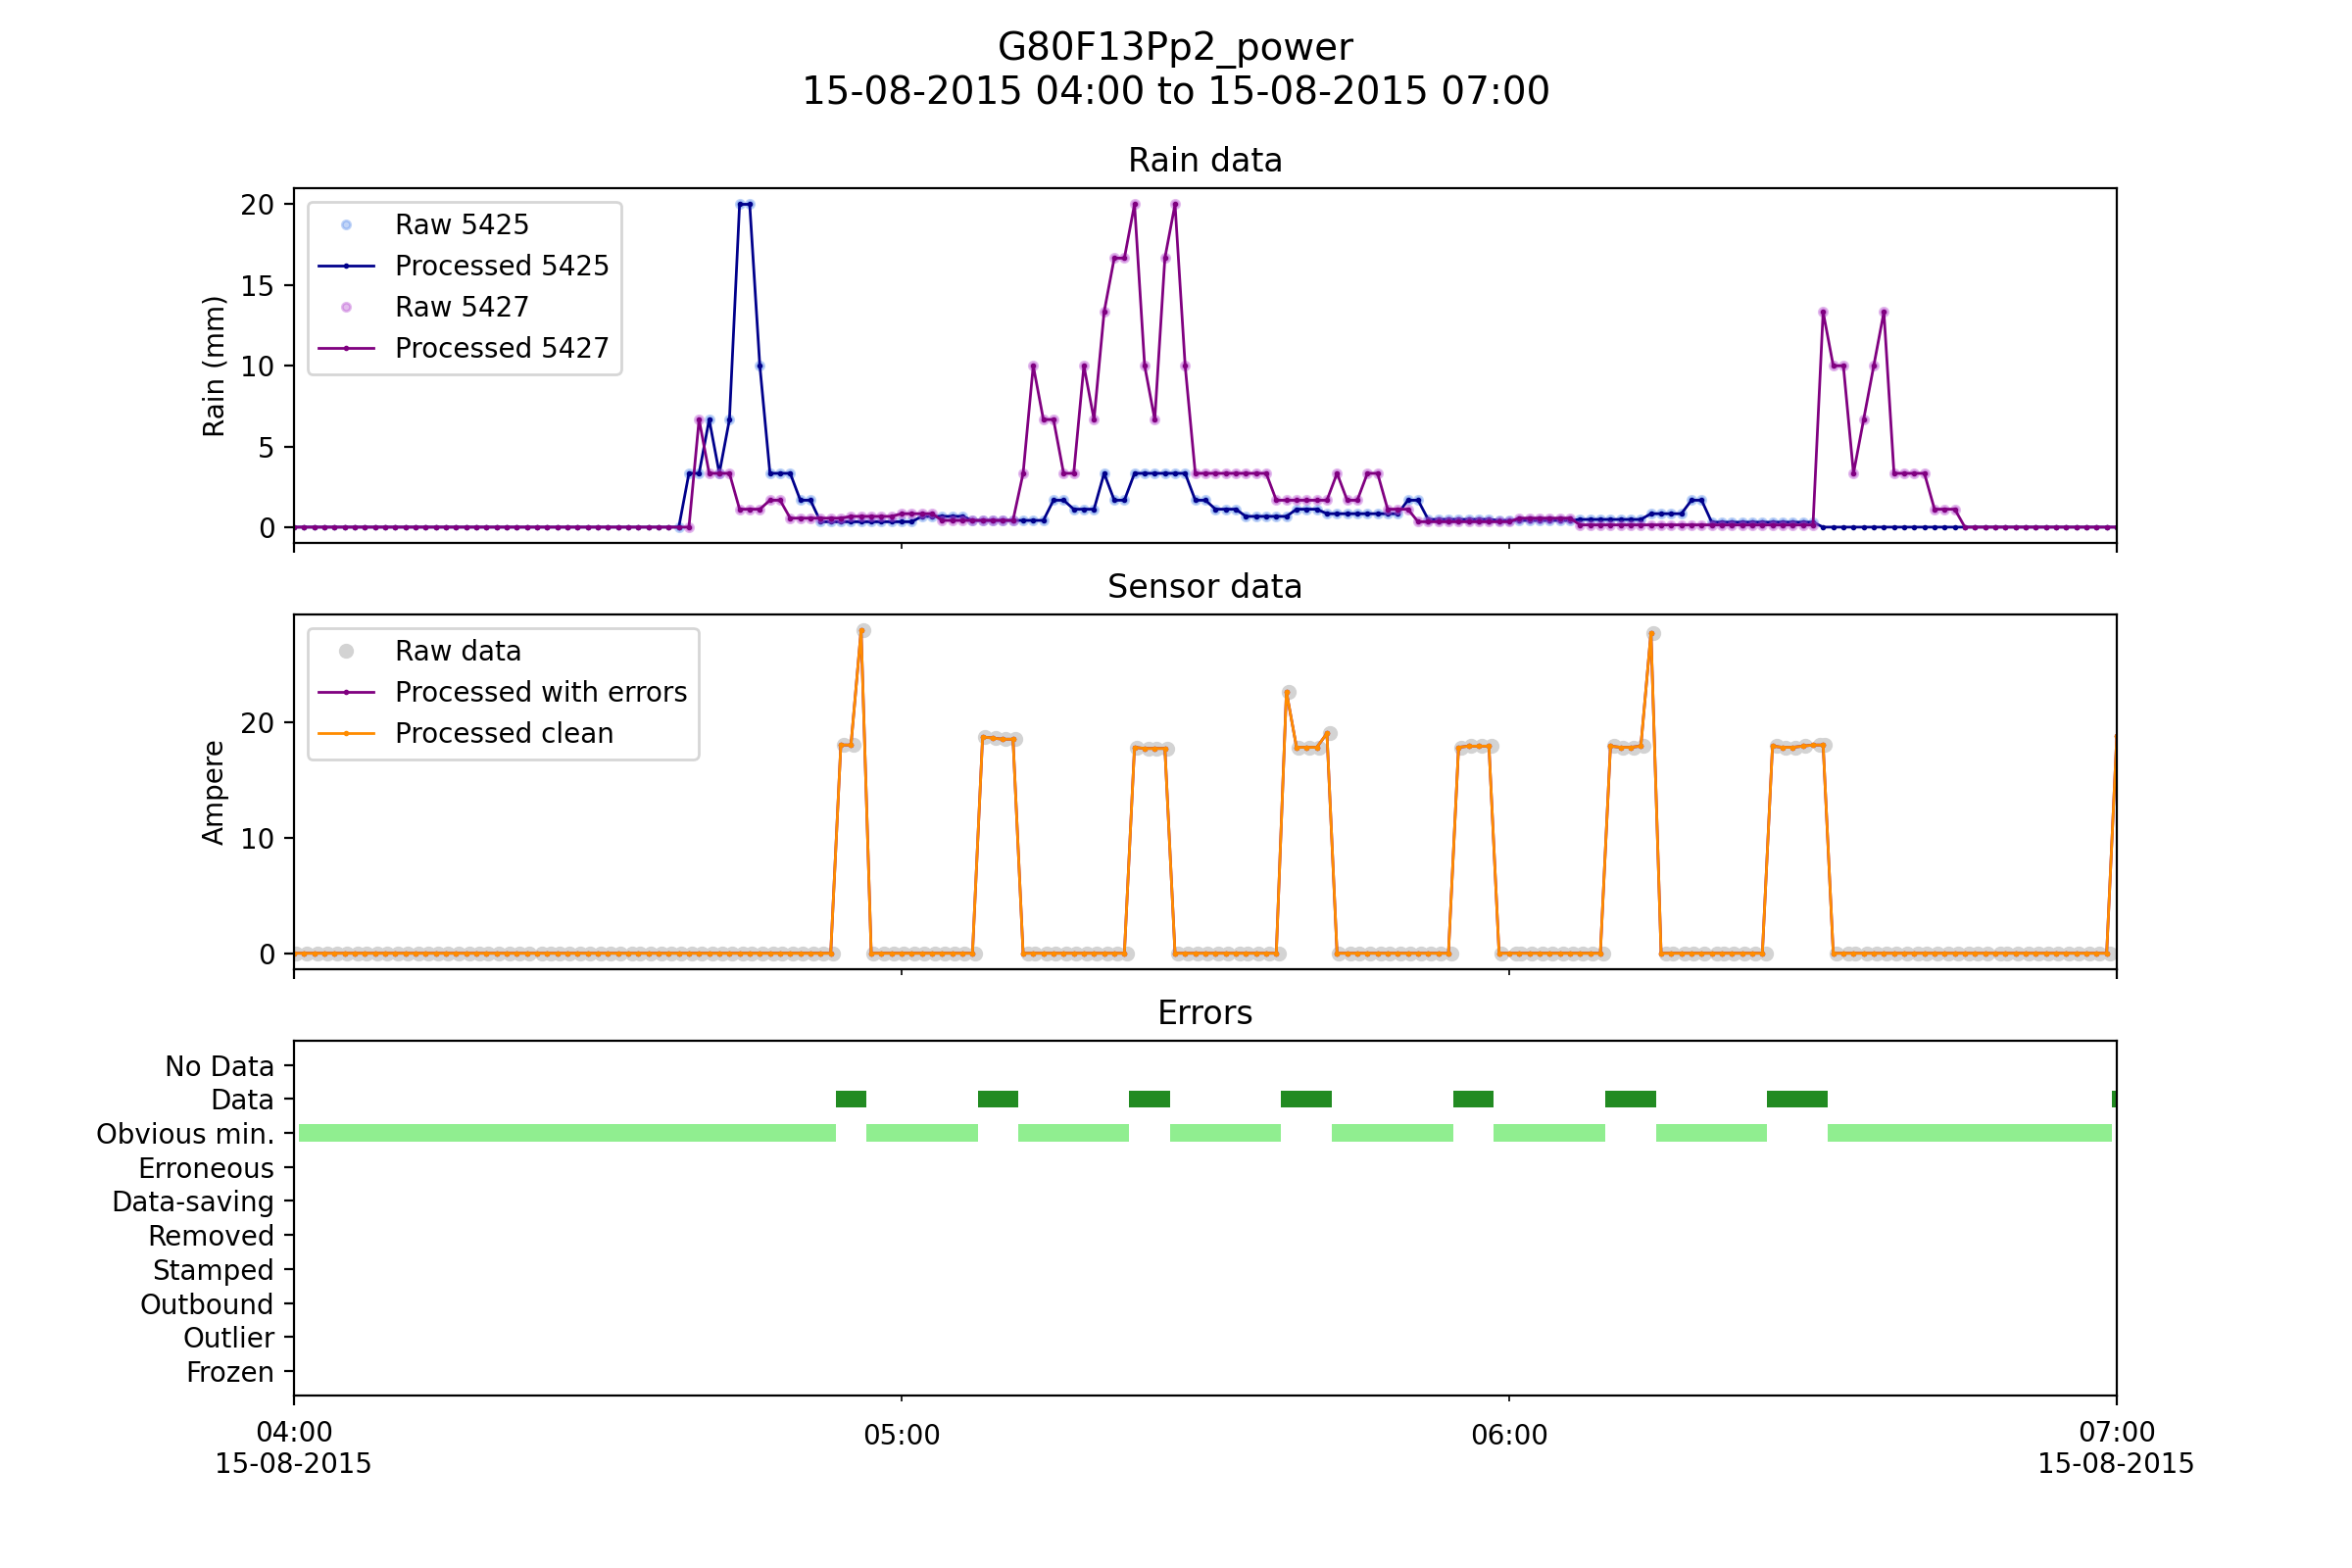 G80F13Pp2_power
15-08-2015 04:00 to 15-08-2015 07:00
Rain data
Rain (mm)
20
15
10
5
0
Raw 5425
Processed 5425
Raw 5427
Processed 5427
Sensor data
Ampere
20
10
0
Raw data
Processed with errors
Processed clean
Errors
No Data
Data
Obvious min.
Erroneous
Data-saving
Removed
Stamped
Outbound
Outlier
Frozen
04:00
15-08-2015
05:00
06:00
07:00
15-08-2015